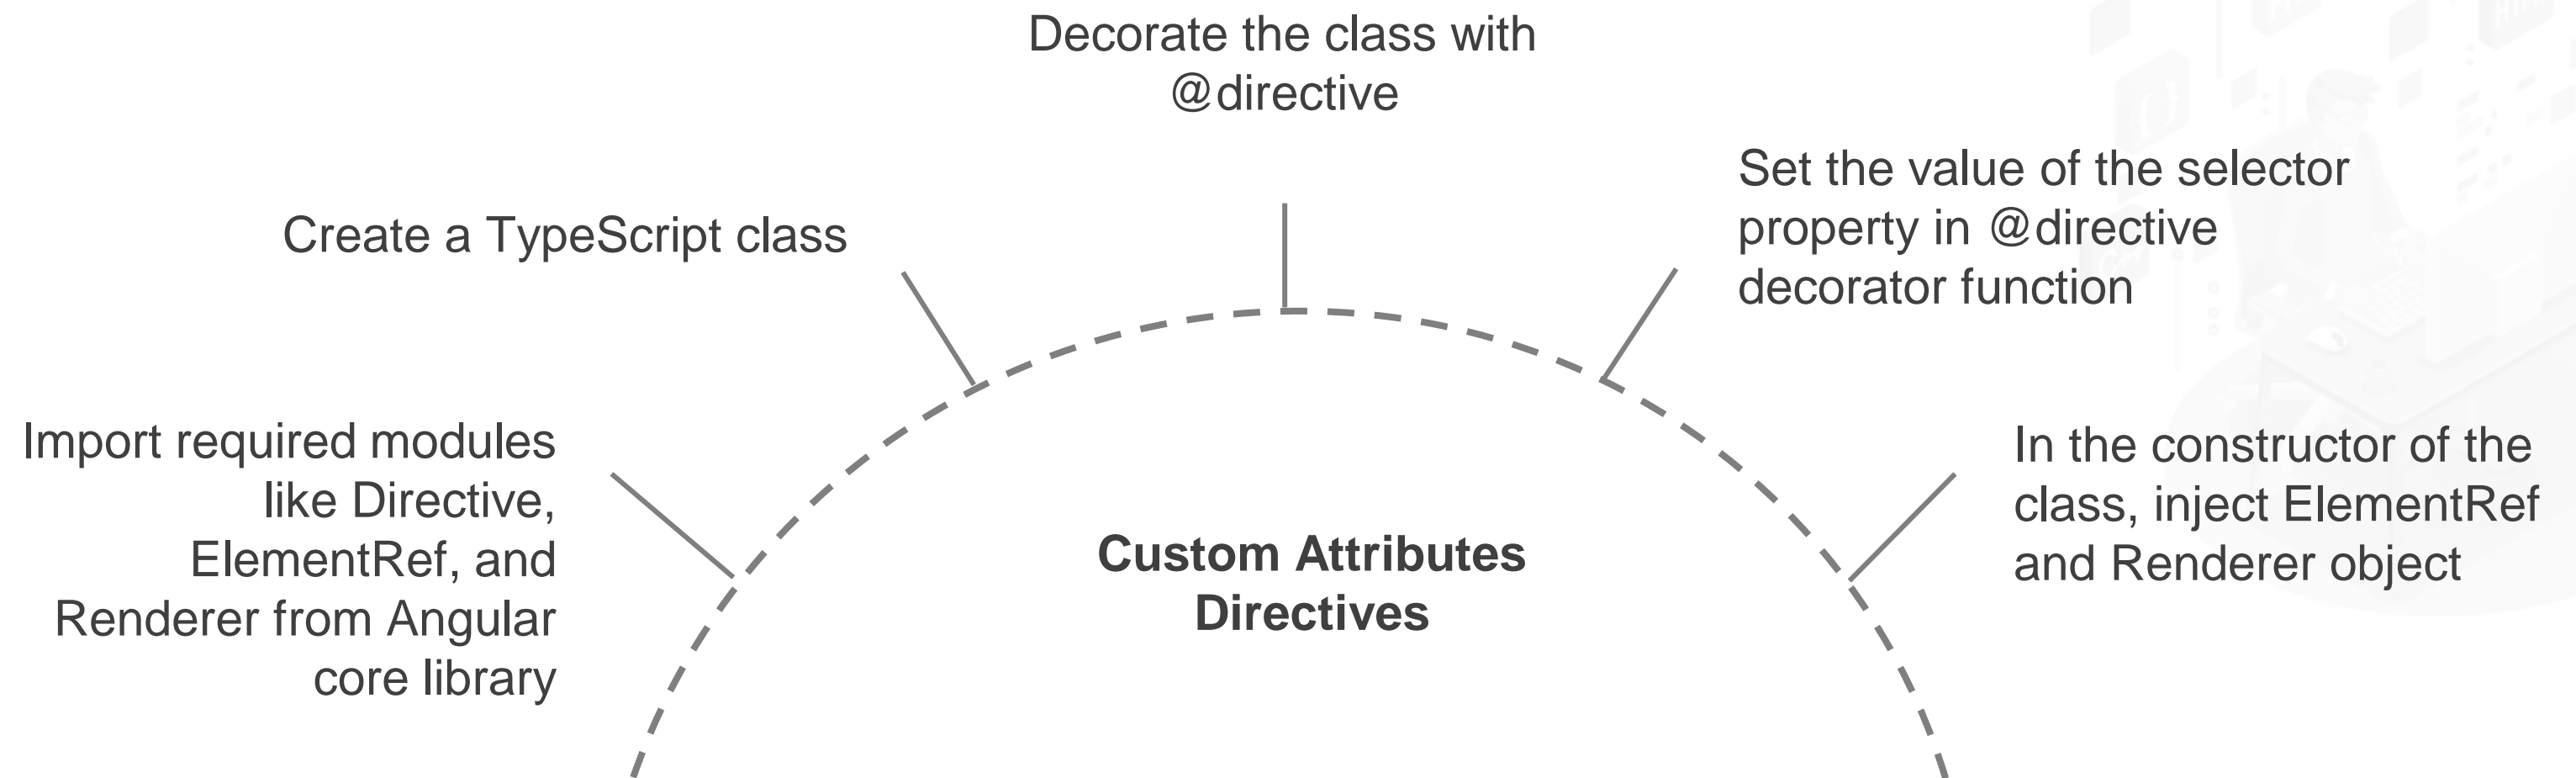 Decorate the class with
@directive
Create a TypeScript class
Set the value of the selector
property in @directive
decorator function
Import required modules
like Directive,
ElementRef, and
Renderer from Angular
core library
In the constructor of the
class, inject ElementRef
and Renderer object
Custom Attributes
Directives